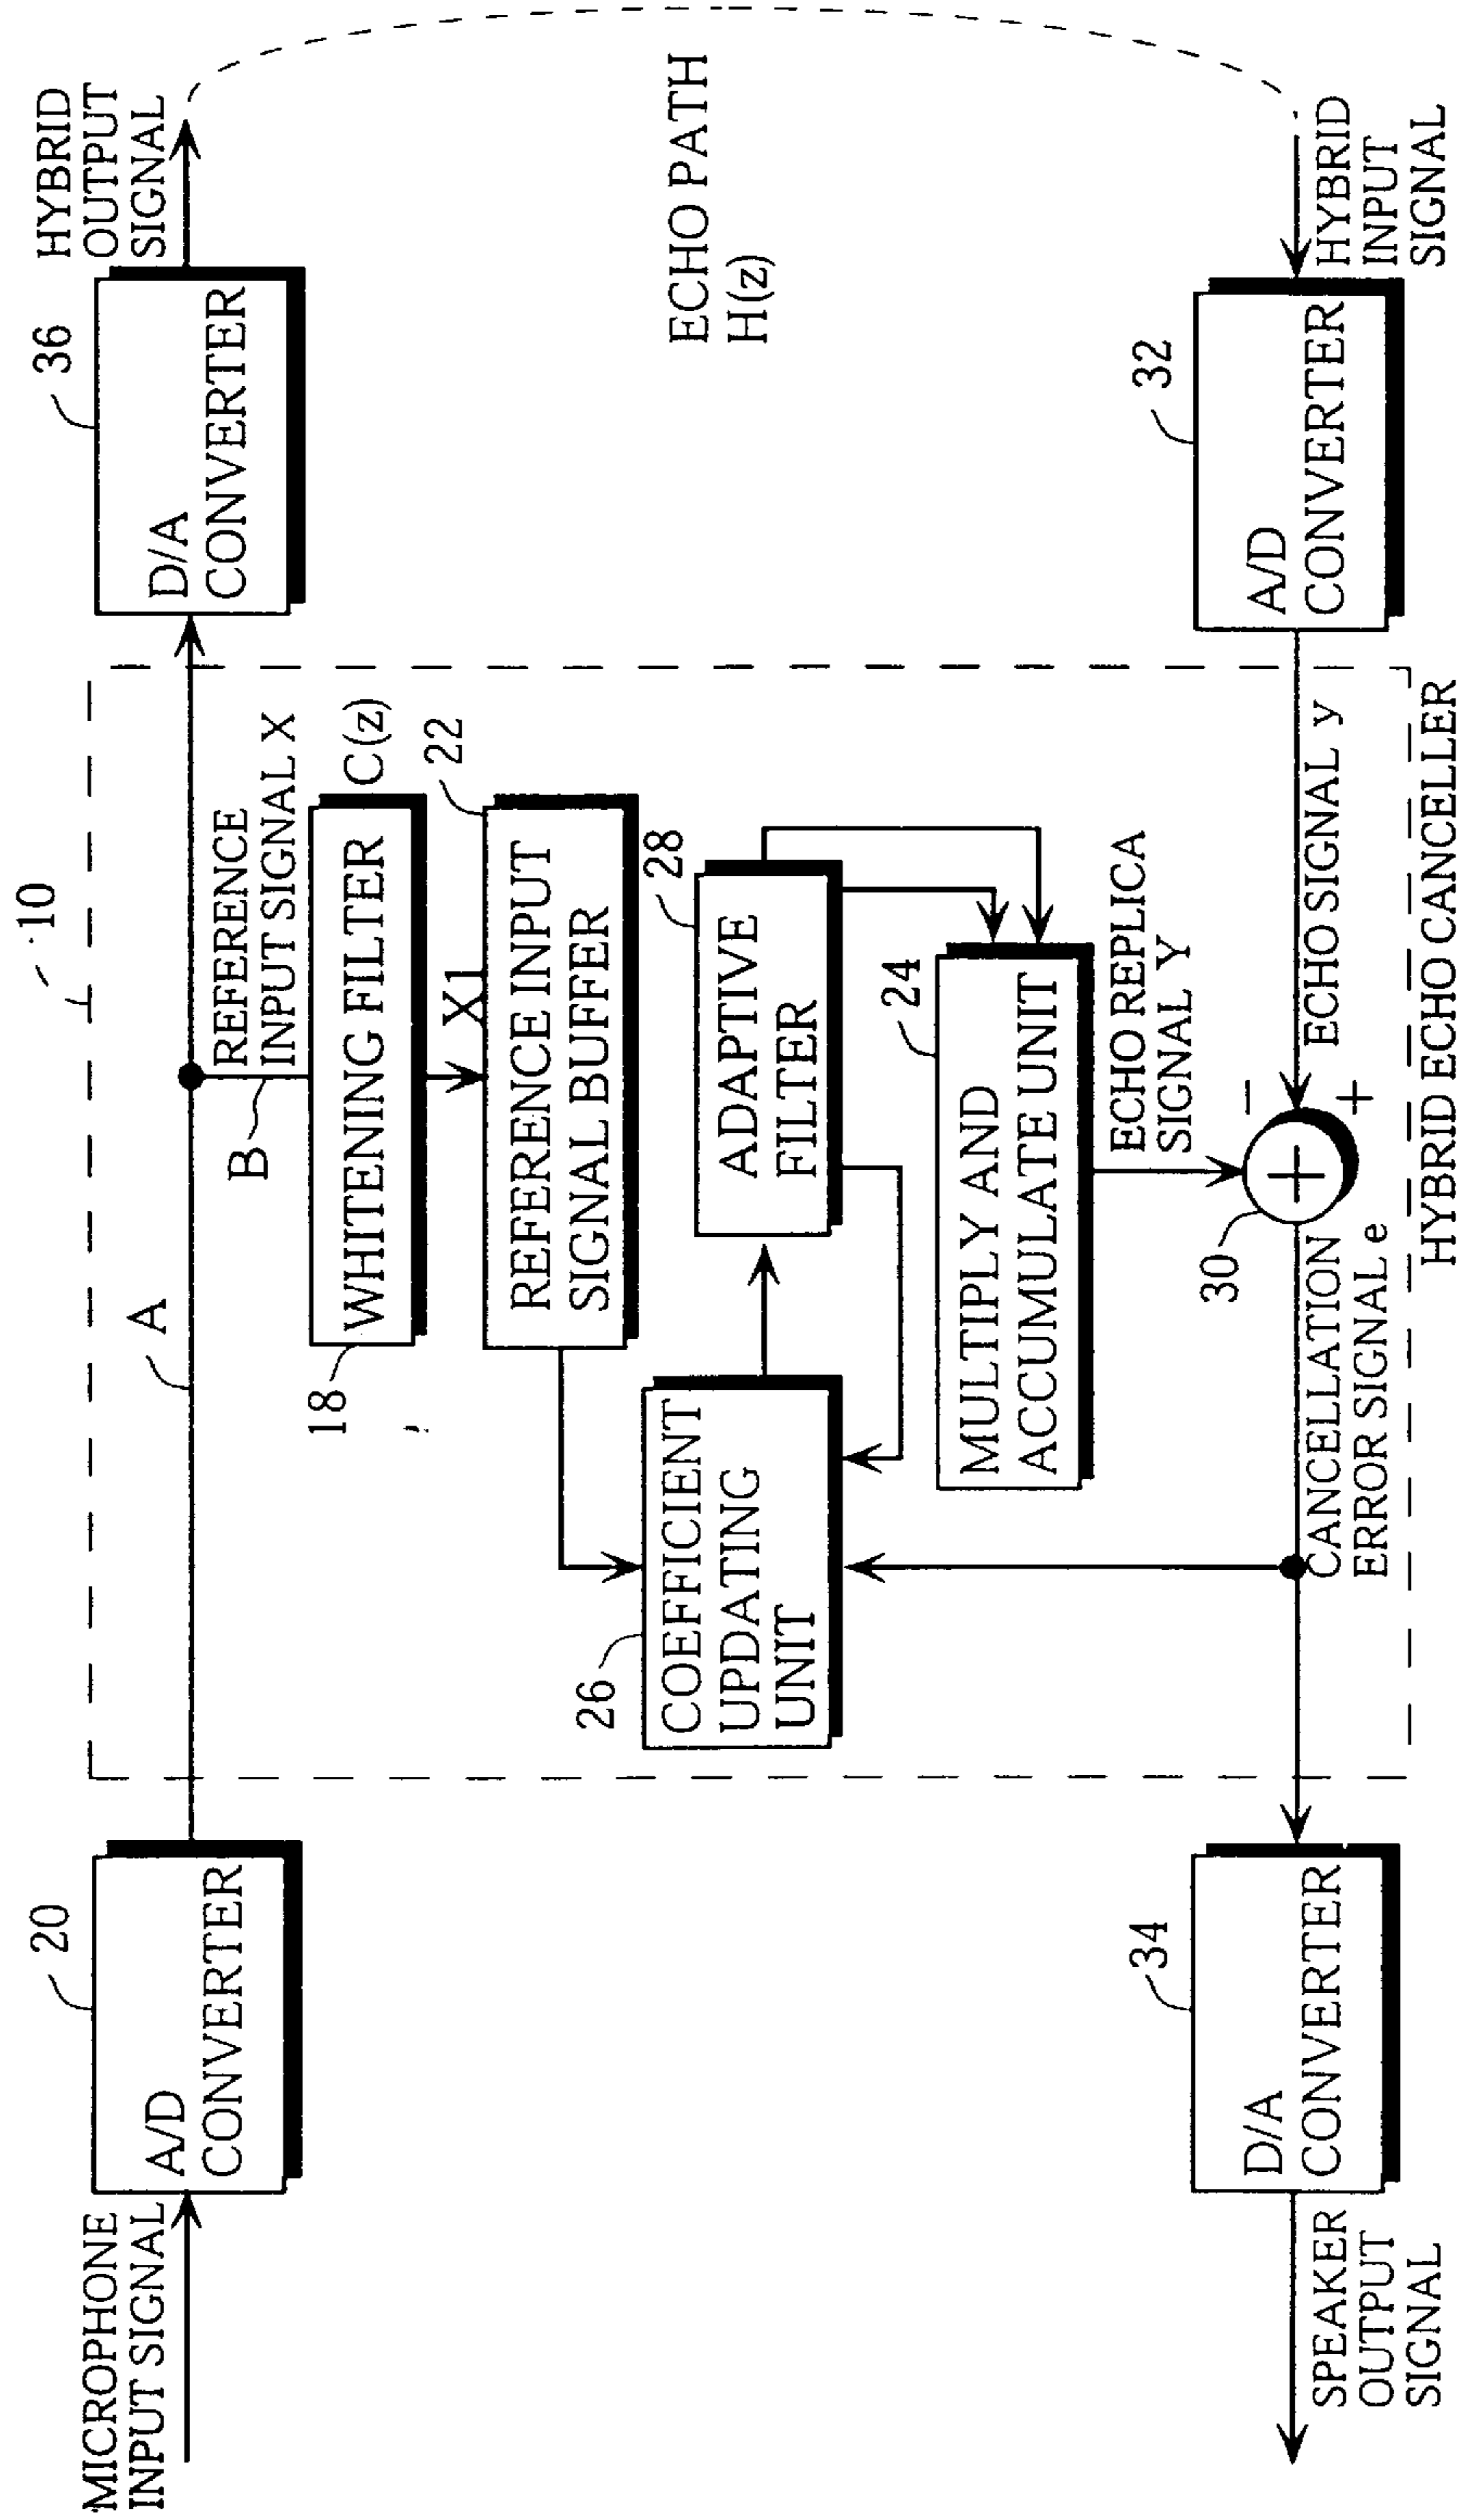 10
MICROPHONE
INPUT SIGNAL
20
A/D
CONVERTER
A
B
REFERENCE
INPUT SIGNAL X
36
D/A
CONVERTER
HYBRID
OUTPUT
SIGNAL
18
WHITENING FILTER
C(z)
X1
22
REFERENCE INPUT
SIGNAL BUFFER
26
COEFFICIENT
UPDATING
UNIT
28
ADAPTIVE
FILTER
24
MULTIPLY AND
ACCUMULATE UNIT
ECHO PATH
H(z)
ECHO REPLICA
SIGNAL Y
30
−
+
+
ECHO SIGNAL y
CANCELLATION
ERROR SIGNAL e
HYBRID ECHO CANCELLER
34
D/A
CONVERTER
SPEAKER
OUTPUT
SIGNAL
32
A/D
CONVERTER
HYBRID
INPUT
SIGNAL